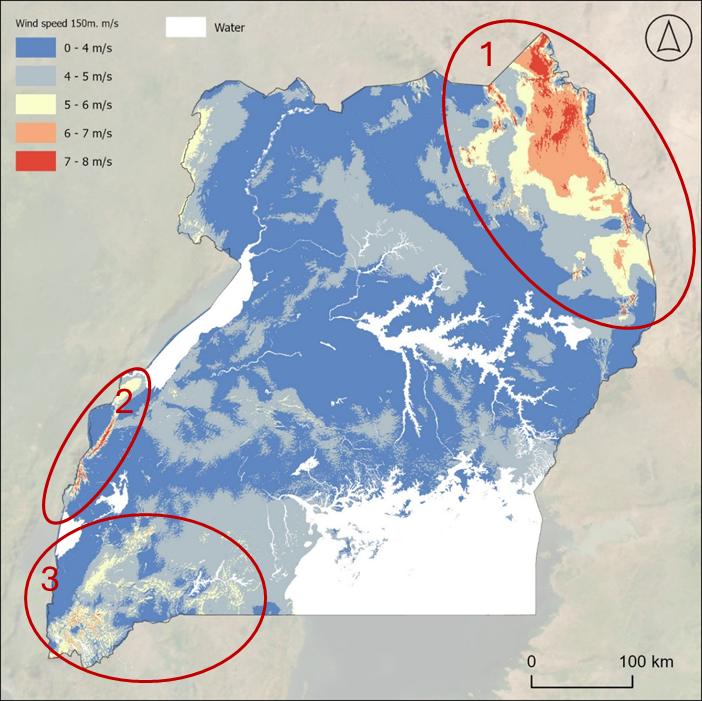 Wind speed 150m. m/s
Water
0 - 4 m/s
4 - 5 m/s
5 - 6 m/s
6 - 7 m/s
7 - 8 m/s
1
2
3
0 100 km